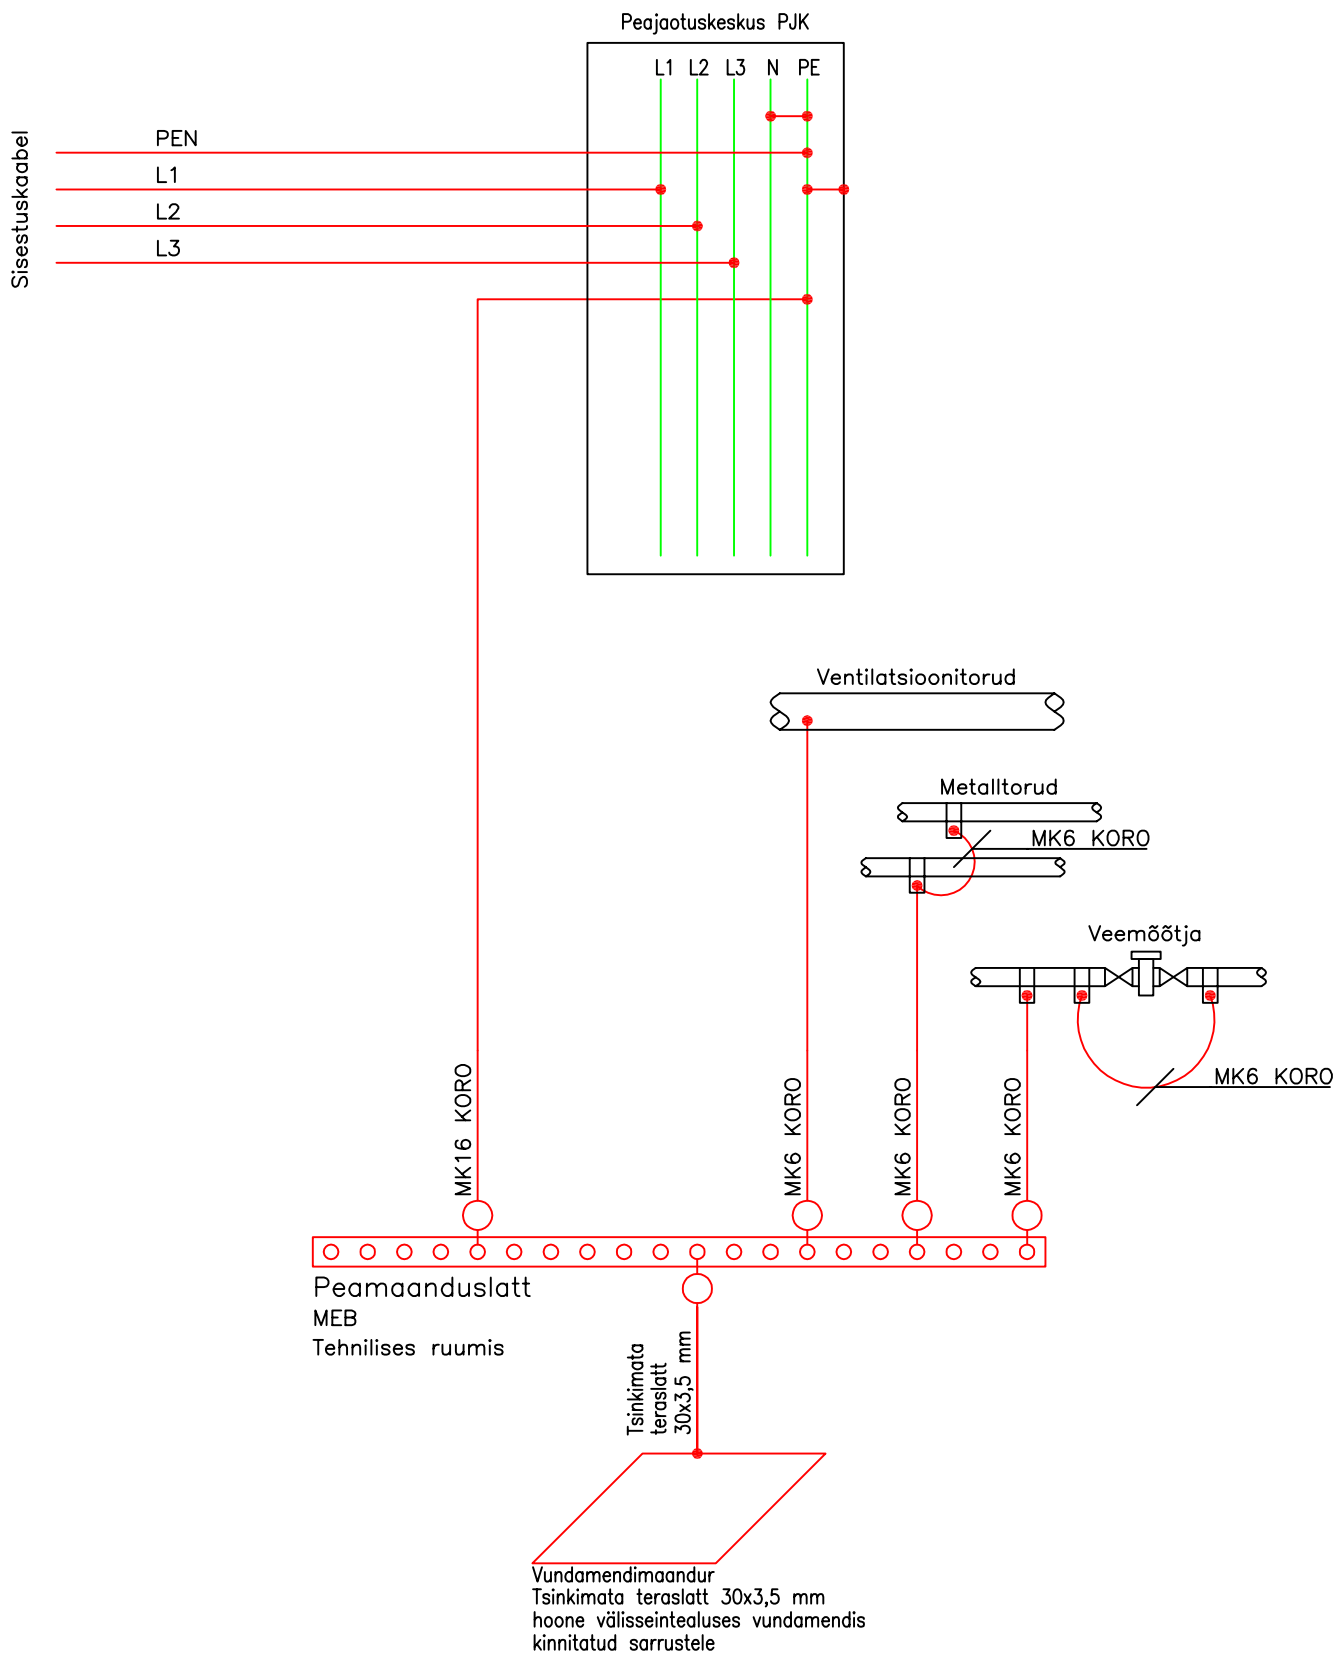 Peajaotuskeskus PJK
L1 L2 L3 N PE
Sisestuskaabel
PEN
L1
L2
L3
Ventilatsioonitorud
Metalltorud
MK6 KORO
Veemõõtja
MK6 KORO
MK16 KORO
MK6 KORO
MK6 KORO
MK6 KORO
Peamaanduslatt
MEB
Tehnilises ruumis
Tsinkimata
teraslatt
30x3,5 mm
Vundamendimaandur
Tsinkimata teraslatt 30x3,5 mm
hoone välisseintealuses vundamendis
kinnitatud sarrustele